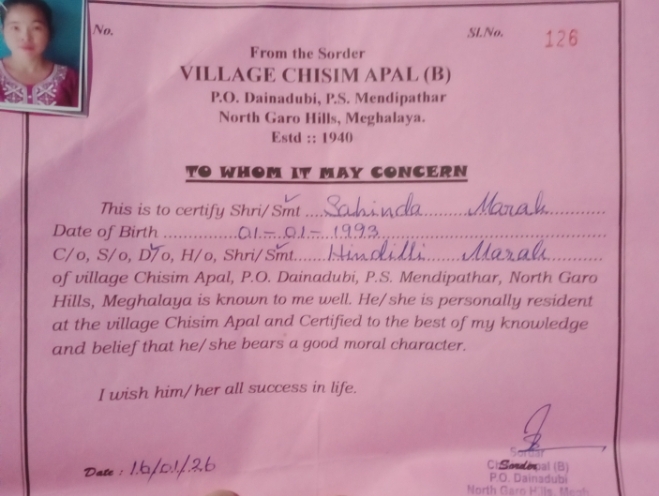 No.
Sl.No. 126
From the Sorder
VILLAGE CHISIM APAL (B)
P.O. Dainadubi, P.S. Mendipathar
North Garo Hills, Meghalaya.
Estd :: 1940
TO WHOM IT MAY CONCERN
This is to certify Shri/Smt ....Sahinda........Marak..........
Date of Birth ..............01-01-1993...................................
C/o, S/o, D/o, H/o, Shri/Smt.....Hindilli......Marak...........
of village Chisim Apal, P.O. Dainadubi, P.S. Mendipathar, North Garo
Hills, Meghalaya is known to me well. He/she is personally resident
at the village Chisim Apal and Certified to the best of my knowledge
and belief that he/she bears a good moral character.
I wish him/her all success in life.
Date : 16/01/26
Sordar
Sorder
(B)
P.O. Dainadubi
North Garo Hills,